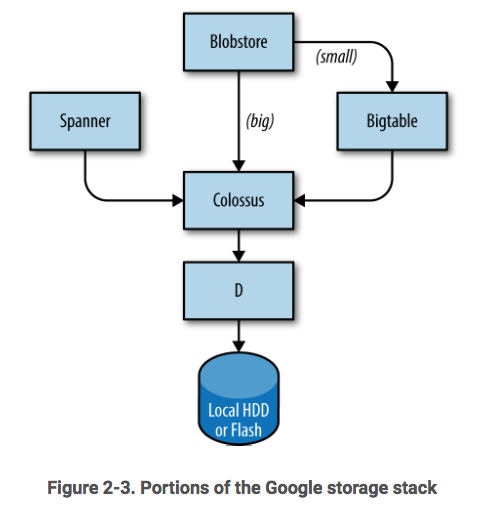 Blobstore
(small)
Spanner
(big)
Bigtable
Colossus
D
Local HDD
or Flash
Figure 2-3. Portions of the Google storage stack